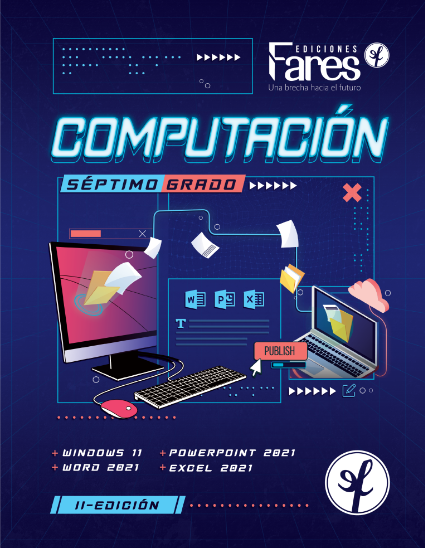 EDICIONES
Fares
Una brecha hacia el futuro
COMPUTACIÓN
SÉPTIMO GRADO
W P X
T
PUBLISH
+ WINDOWS 11 + POWERPOINT 2021
+ WORD 2021 + EXCEL 2021
II-EDICIÓN